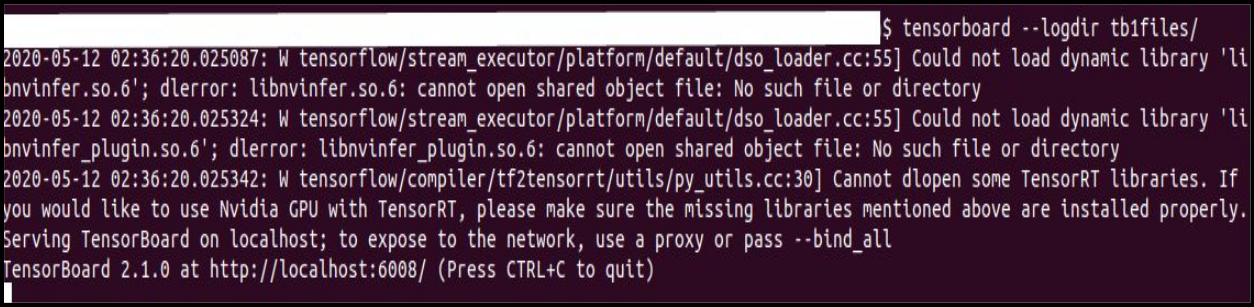 $ tensorboard --logdir tb1files/
2020-05-12 02:36:20.025087: W tensorflow/stream_executor/platform/default/dso_loader.cc:55] Could not load dynamic library 'li
bnvinfer.so.6'; dlerror: libnvinfer.so.6: cannot open shared object file: No such file or directory
2020-05-12 02:36:20.025324: W tensorflow/stream_executor/platform/default/dso_loader.cc:55] Could not load dynamic library 'li
bnvinfer_plugin.so.6'; dlerror: libnvinfer_plugin.so.6: cannot open shared object file: No such file or directory
2020-05-12 02:36:20.025342: W tensorflow/compiler/tf2tensorrt/utils/py_utils.cc:30] Cannot dlopen some TensorRT libraries. If
you would like to use Nvidia GPU with TensorRT, please make sure the missing libraries mentioned above are installed properly.
Serving TensorBoard on localhost; to expose to the network, use a proxy or pass --bind_all
TensorBoard 2.1.0 at http://localhost:6008/ (Press CTRL+C to quit)